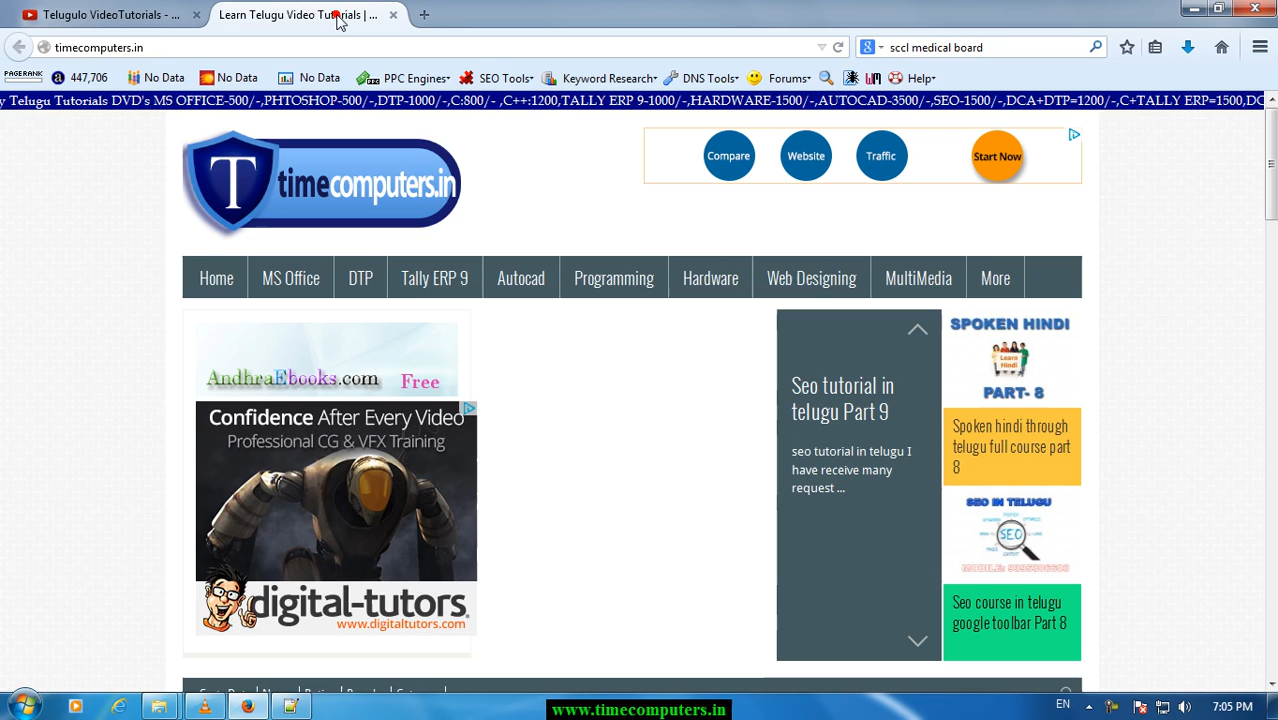 Telugulo VideoTutorials - ...
Learn Telugu Video Tutorials | ...
timecomputers.in
sccl medical board
PAGERANK
447,706
No Data
No Data
No Data
PPC Engines
SEO Tools
Keyword Research
DNS Tools
Forums
Help
y Telugu Tutorials DVD's MS OFFICE-500/-,PHTOSHOP-500/-,DTP-1000/-,C:800/- ,C++:1200,TALLY ERP 9-1000/-,HARDWARE-1500/-,AUTOCAD-3500/-,SEO-1500/-,DCA+DTP=1200/-,C+TALLY ERP=1500,DC
T timecomputers.in
Compare
Website
Traffic
Start Now
Home
MS Office
DTP
Tally ERP 9
Autocad
Programming
Hardware
Web Designing
MultiMedia
More
AndhraEbooks.com Free
Confidence After Every Video
Professional CG & VFX Training
digital-tutors
www.digitaltutors.com
Seo tutorial in
telugu Part 9
seo tutorial in telugu I
have receive many
request ...
SPOKEN HINDI
Learn
Hindi
PART- 8
Spoken hindi through
telugu full course part
8
SEO IN TELUGU
SEO
Seo course in telugu
google toolbar Part 8
www.timecomputers.in
EN
7:05 PM